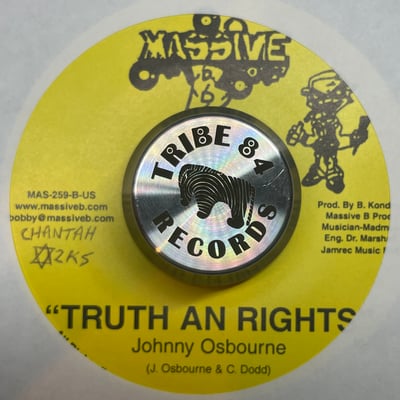 MASSIVE
B
TRIBE 84
RECORDS
MAS-259-B-US
www.massiveb.com
bobby@massiveb.com
CHANTAH
2K5
Prod. By B. Kond
Massive B Prod
Musician-Madm
Eng. Dr. Marsh
Jamrec Music
"TRUTH AN RIGHTS
Johnny Osbourne
(J. Osbourne & C. Dodd)